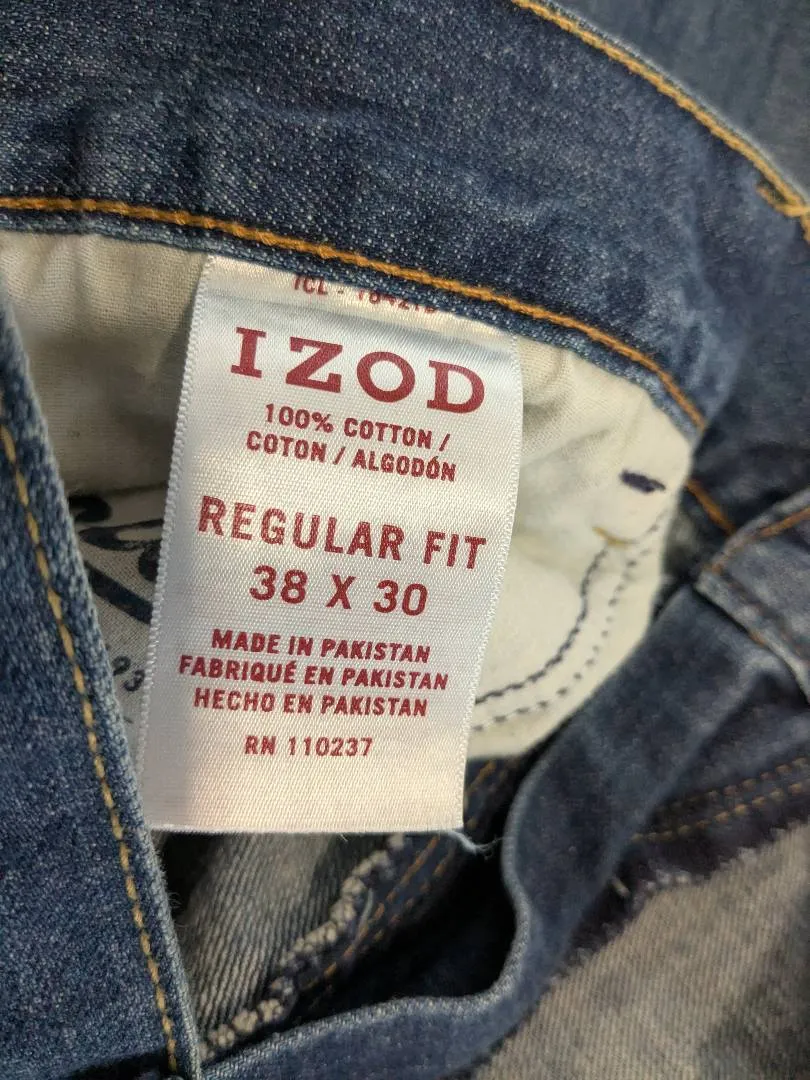 IZOD
100% COTTON /
COTON / ALGODÓN
REGULAR FIT
38 X 30
MADE IN PAKISTAN
FABRIQUÉ EN PAKISTAN
HECHO EN PAKISTAN
RN 110237